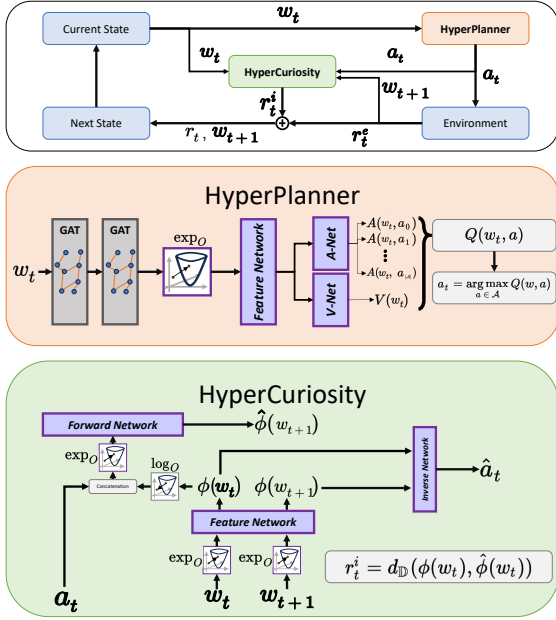 Current State
w_t
HyperPlanner
w_t
a_t
HyperCuriosity
a_t
w_{t+1}
r_t^i
Next State
r_t, w_{t+1}
r_t^e
Environment
HyperPlanner
GAT
GAT
exp_O
w_t
Feature Network
A-Net
V-Net
A(w_t, a_0)
A(w_t, a_1)
⋮
A(w_t, a_{|A|})
V(w_t)
Q(w_t, a)
a_t = arg max Q(w, a)
a ∈ A
HyperCuriosity
Forward Network
ϕ̂(w_{t+1})
exp_O
log_O
Concatenation
ϕ(w_t)
ϕ(w_{t+1})
Inverse Network
â_t
Feature Network
exp_O
exp_O
a_t
w_t
w_{t+1}
r_t^i = d_𝔻(ϕ(w_t), ϕ̂(w_t))